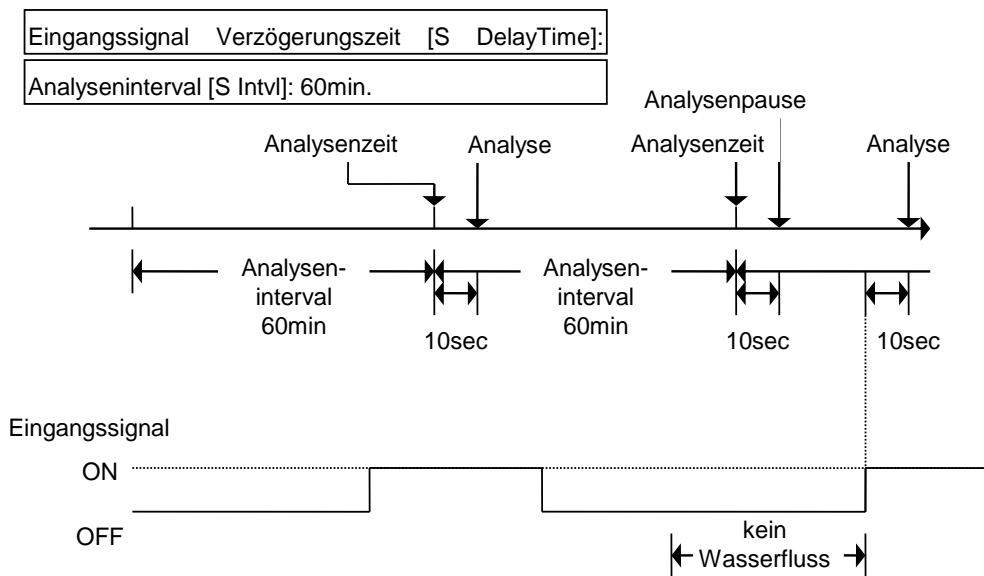 Eingangssignal Verzögerungszeit [S DelayTime]:
Analyseninterval [S Intvl]: 60min.
Analysenpause
Analysenzeit
Analyse
Analysenzeit
Analyse
Analysen-
interval
60min
10sec
Analysen-
interval
60min
10sec
10sec
Eingangssignal
ON
OFF
kein
Wasserfluss